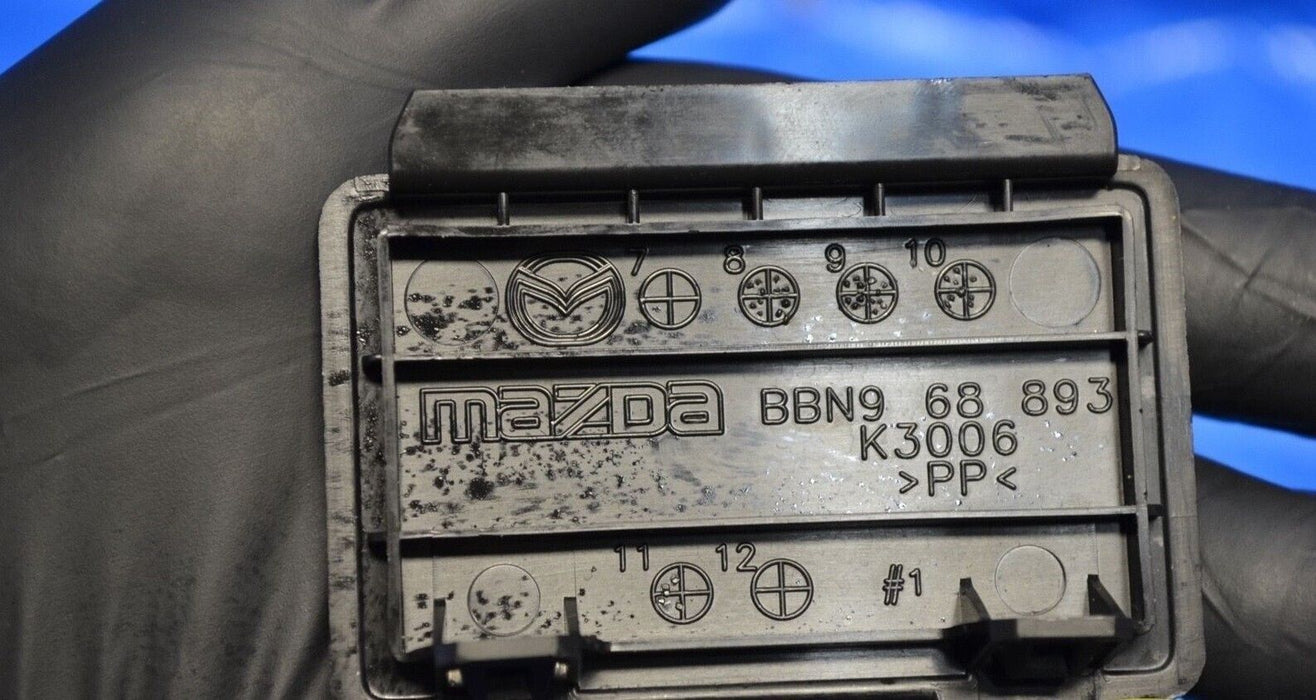 7 8 9 10
mazda BBN9 68 893
K3006
>PP<
11 12 #1